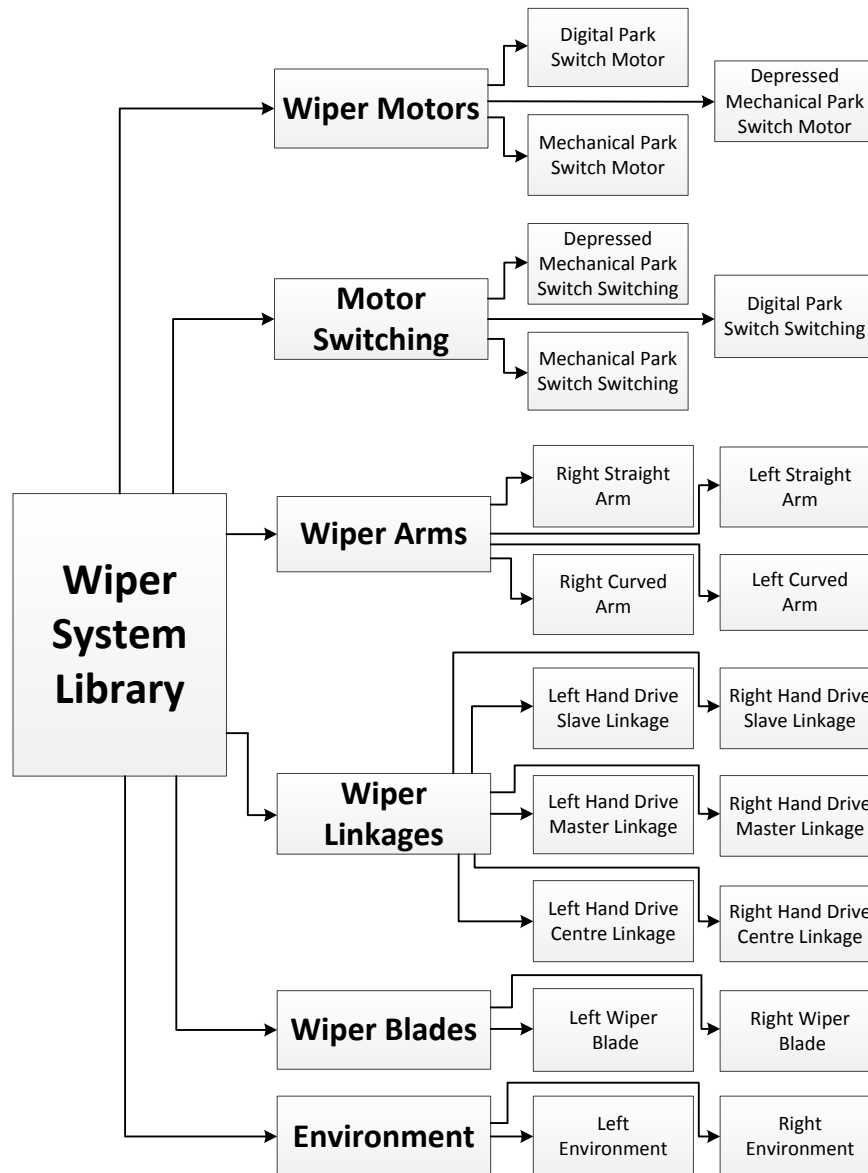 Digital Park
Switch Motor
Depressed
Mechanical Park
Switch Motor
Wiper Motors
Mechanical Park
Switch Motor
Depressed
Mechanical Park
Switch Switching
Motor
Switching
Digital Park
Switch Switching
Mechanical Park
Switch Switching
Right Straight
Arm
Left Straight
Arm
Wiper Arms
Right Curved
Arm
Left Curved
Arm
Wiper
System
Library
Left Hand Drive
Slave Linkage
Right Hand Drive
Slave Linkage
Wiper
Linkages
Left Hand Drive
Master Linkage
Right Hand Drive
Master Linkage
Left Hand Drive
Centre Linkage
Right Hand Drive
Centre Linkage
Wiper Blades
Left Wiper
Blade
Right Wiper
Blade
Environment
Left
Environment
Right
Environment